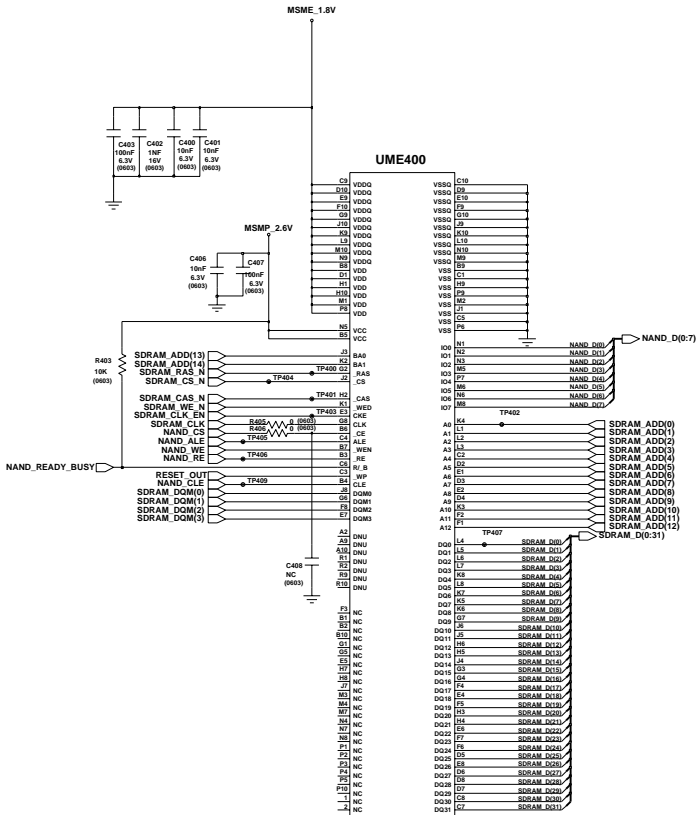 MSME_1.8V
C403
100nF
6.3V
(0603)
C402
1NF
16V
(0603)
C400
10nF
6.3V
(0603)
C401
10nF
6.3V
(0603)
UME400
C9 VDDQ
D10 VDDQ
E9 VDDQ
F10 VDDQ
G9 VDDQ
J10 VDDQ
K9 VDDQ
L9 VDDQ
M10 VDDQ
N9 VDDQ
B8 VDD
D1 VDD
H1 VDD
H10 VDD
M1 VDD
P8 VDD
VSSQ C10
VSSQ D9
VSSQ E10
VSSQ F9
VSSQ G10
VSSQ J9
VSSQ K10
VSSQ L10
VSSQ N10
VSSQ M9
VSS B9
VSS C1
VSS H9
VSS P9
VSS M2
VSS J1
VSS C5
VSS P6
MSMP_2.6V
C406
10nF
6.3V
(0603)
C407
100nF
6.3V
(0603)
N5 VCC
B5 VCC
R403
10K
(0603)
SDRAM_ADD(13) J3 BA0
SDRAM_ADD(14) K2 BA1
SDRAM_RAS_N TP400 G2 _RAS
SDRAM_CS_N TP404 J2 _CS
SDRAM_CAS_N TP401 H2 _CAS
SDRAM_WE_N K1 _WED
SDRAM_CLK_EN TP403 E3 CKE
SDRAM_CLK R405 0 (0603) G8 CLK
NAND_CS R406 0 (0603) B6 _CE
NAND_ALE TP405 C4 ALE
NAND_WE B7 _WEN
NAND_RE TP406 B3 _RE
NAND_READY_BUSY C6 R/_B
RESET_OUT C3 _WP
NAND_CLE TP409 B4 CLE
SDRAM_DQM(0) J8 DQM0
SDRAM_DQM(1) G6 DQM1
SDRAM_DQM(2) F8 DQM2
SDRAM_DQM(3) E7 DQM3
A2 DNU
A9 DNU
A10 DNU
R1 DNU
R2 DNU
R9 DNU
R10 DNU
C408
NC
(0603)
F3 NC
B1 NC
B2 NC
B10 NC
G1 NC
G5 NC
E5 NC
H7 NC
H8 NC
J7 NC
M3 NC
M4 NC
M7 NC
N4 NC
N7 NC
N8 NC
P1 NC
P2 NC
P3 NC
P4 NC
P5 NC
P10 NC
1 NC
2 NC
NAND_D(0:7)
IO0 N1 NAND_D(0)
IO1 N2 NAND_D(1)
IO2 N3 NAND_D(2)
IO3 M5 NAND_D(3)
IO4 P7 NAND_D(4)
IO5 M6 NAND_D(5)
IO6 N6 NAND_D(6)
IO7 M8 NAND_D(7)
TP402
A0 K4 SDRAM_ADD(0)
A1 L1 SDRAM_ADD(1)
A2 L2 SDRAM_ADD(2)
A3 L3 SDRAM_ADD(3)
A4 C2 SDRAM_ADD(4)
A5 D2 SDRAM_ADD(5)
A6 E1 SDRAM_ADD(6)
A7 D3 SDRAM_ADD(7)
A8 E2 SDRAM_ADD(8)
A9 D4 SDRAM_ADD(9)
A10 K3 SDRAM_ADD(10)
A11 F2 SDRAM_ADD(11)
A12 F1 SDRAM_ADD(12)
TP407
SDRAM_D(0:31)
DQ0 L4 SDRAM_D(0)
DQ1 L5 SDRAM_D(1)
DQ2 L6 SDRAM_D(2)
DQ3 L7 SDRAM_D(3)
DQ4 K8 SDRAM_D(4)
DQ5 L8 SDRAM_D(5)
DQ6 K7 SDRAM_D(6)
DQ7 K5 SDRAM_D(7)
DQ8 K6 SDRAM_D(8)
DQ9 G7 SDRAM_D(9)
DQ10 J6 SDRAM_D(10)
DQ11 J5 SDRAM_D(11)
DQ12 H6 SDRAM_D(12)
DQ13 H5 SDRAM_D(13)
DQ14 J4 SDRAM_D(14)
DQ15 G3 SDRAM_D(15)
DQ16 G4 SDRAM_D(16)
DQ17 F4 SDRAM_D(17)
DQ18 E4 SDRAM_D(18)
DQ19 F5 SDRAM_D(19)
DQ20 H3 SDRAM_D(20)
DQ21 H4 SDRAM_D(21)
DQ22 E6 SDRAM_D(22)
DQ23 F7 SDRAM_D(23)
DQ24 F6 SDRAM_D(24)
DQ25 D5 SDRAM_D(25)
DQ26 E8 SDRAM_D(26)
DQ27 D6 SDRAM_D(27)
DQ28 D8 SDRAM_D(28)
DQ29 D7 SDRAM_D(29)
DQ30 C8 SDRAM_D(30)
DQ31 C7 SDRAM_D(31)